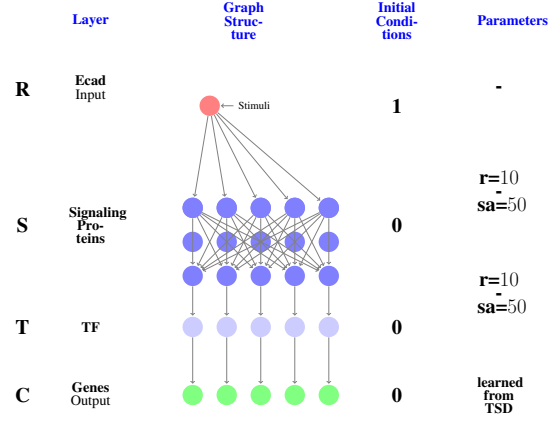 Layer
Graph
Struc-
ture
Initial
Condi-
tions
Parameters
R
Ecad
Input
Stimuli
1
-
S
Signaling
Pro-
teins
0
r=10
-
sa=50
T
TF
0
r=10
-
sa=50
C
Genes
Output
0
learned
from
TSD